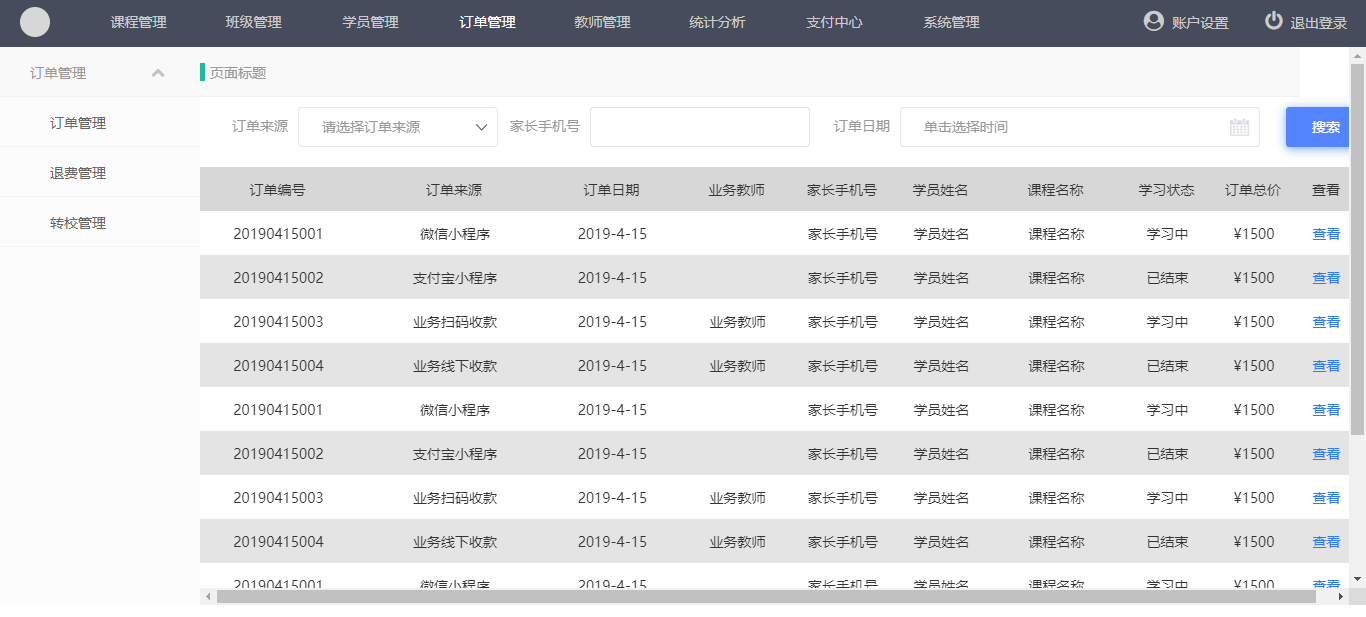 课程管理 班级管理 学员管理 订单管理 教师管理 统计分析 支付中心 系统管理 账户设置 退出登录
订单管理
页面标题
订单管理
退费管理
转校管理
订单来源 请选择订单来源 家长手机号 订单日期 单击选择时间 搜索
订单编号 订单来源 订单日期 业务教师 家长手机号 学员姓名 课程名称 学习状态 订单总价 查看
20190415001 微信小程序 2019-4-15 家长手机号 学员姓名 课程名称 学习中 ¥1500 查看
20190415002 支付宝小程序 2019-4-15 家长手机号 学员姓名 课程名称 已结束 ¥1500 查看
20190415003 业务扫码收款 2019-4-15 业务教师 家长手机号 学员姓名 课程名称 学习中 ¥1500 查看
20190415004 业务线下收款 2019-4-15 业务教师 家长手机号 学员姓名 课程名称 已结束 ¥1500 查看
20190415001 微信小程序 2019-4-15 家长手机号 学员姓名 课程名称 学习中 ¥1500 查看
20190415002 支付宝小程序 2019-4-15 家长手机号 学员姓名 课程名称 已结束 ¥1500 查看
20190415003 业务扫码收款 2019-4-15 业务教师 家长手机号 学员姓名 课程名称 学习中 ¥1500 查看
20190415004 业务线下收款 2019-4-15 业务教师 家长手机号 学员姓名 课程名称 已结束 ¥1500 查看
20190415001 微信小程序 2019-4-15 家长手机号 学员姓名 课程名称 学习中 ¥1500 查看